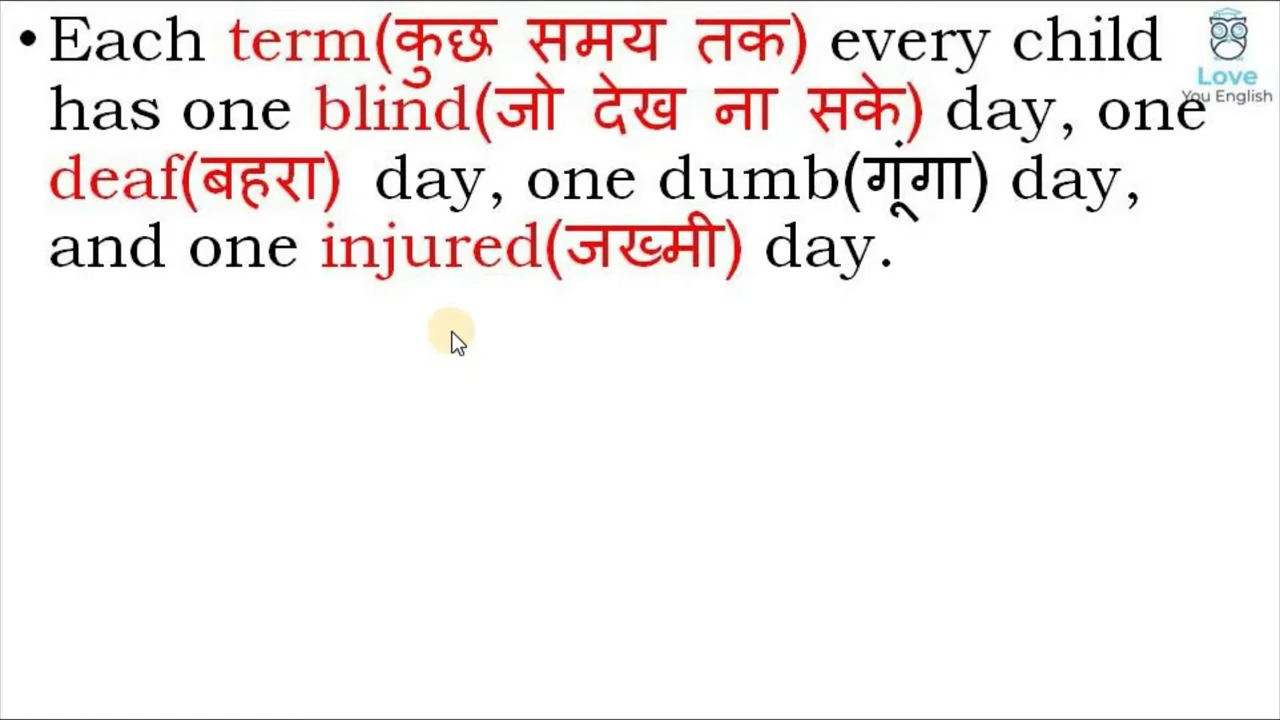 • Each term(कुछ समय तक) every child
has one blind(जो देख ना सके) day, one
deaf(बहरा) day, one dumb(गूंगा) day,
and one injured(जख्मी) day.
Love
You English